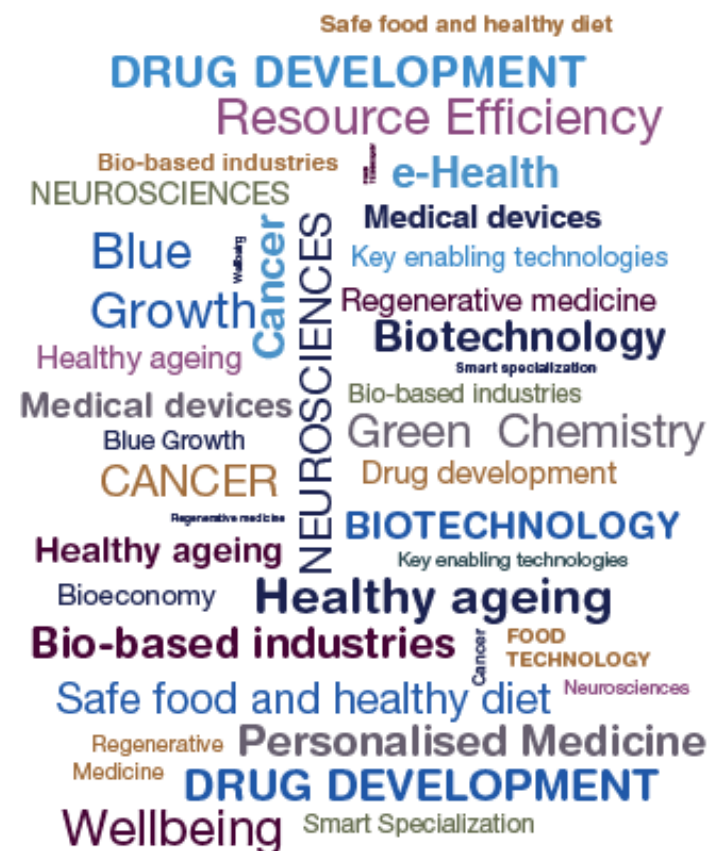 Safe food and healthy diet
DRUG DEVELOPMENT
Resource Efficiency
Bio-based industries
e-Health
NEUROSCIENCES
Medical devices
Blue
Growth
Wellbeing
Cancer
NEUROSCIENCES
Key enabling technologies
Regenerative medicine
Biotechnology
Healthy ageing
Smart specialization
Medical devices
Bio-based industries
Blue Growth
Green Chemistry
CANCER
Drug development
Regenerative medicine
BIOTECHNOLOGY
Healthy ageing
Key enabling technologies
Bioeconomy
Healthy ageing
Bio-based industries
Cancer
FOOD
TECHNOLOGY
Safe food and healthy diet
Neurosciences
Regenerative
Medicine
Personalised Medicine
DRUG DEVELOPMENT
Wellbeing
Smart Specialization